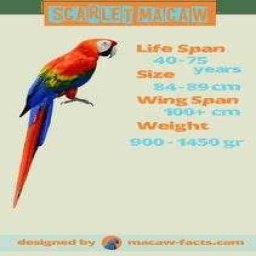 SCARLET MACAW
Life Span
40-75
years
Size
84-89 cm
Wing Span
100+ cm
Weight
900 - 1450 gr
designed by macaw-facts.com